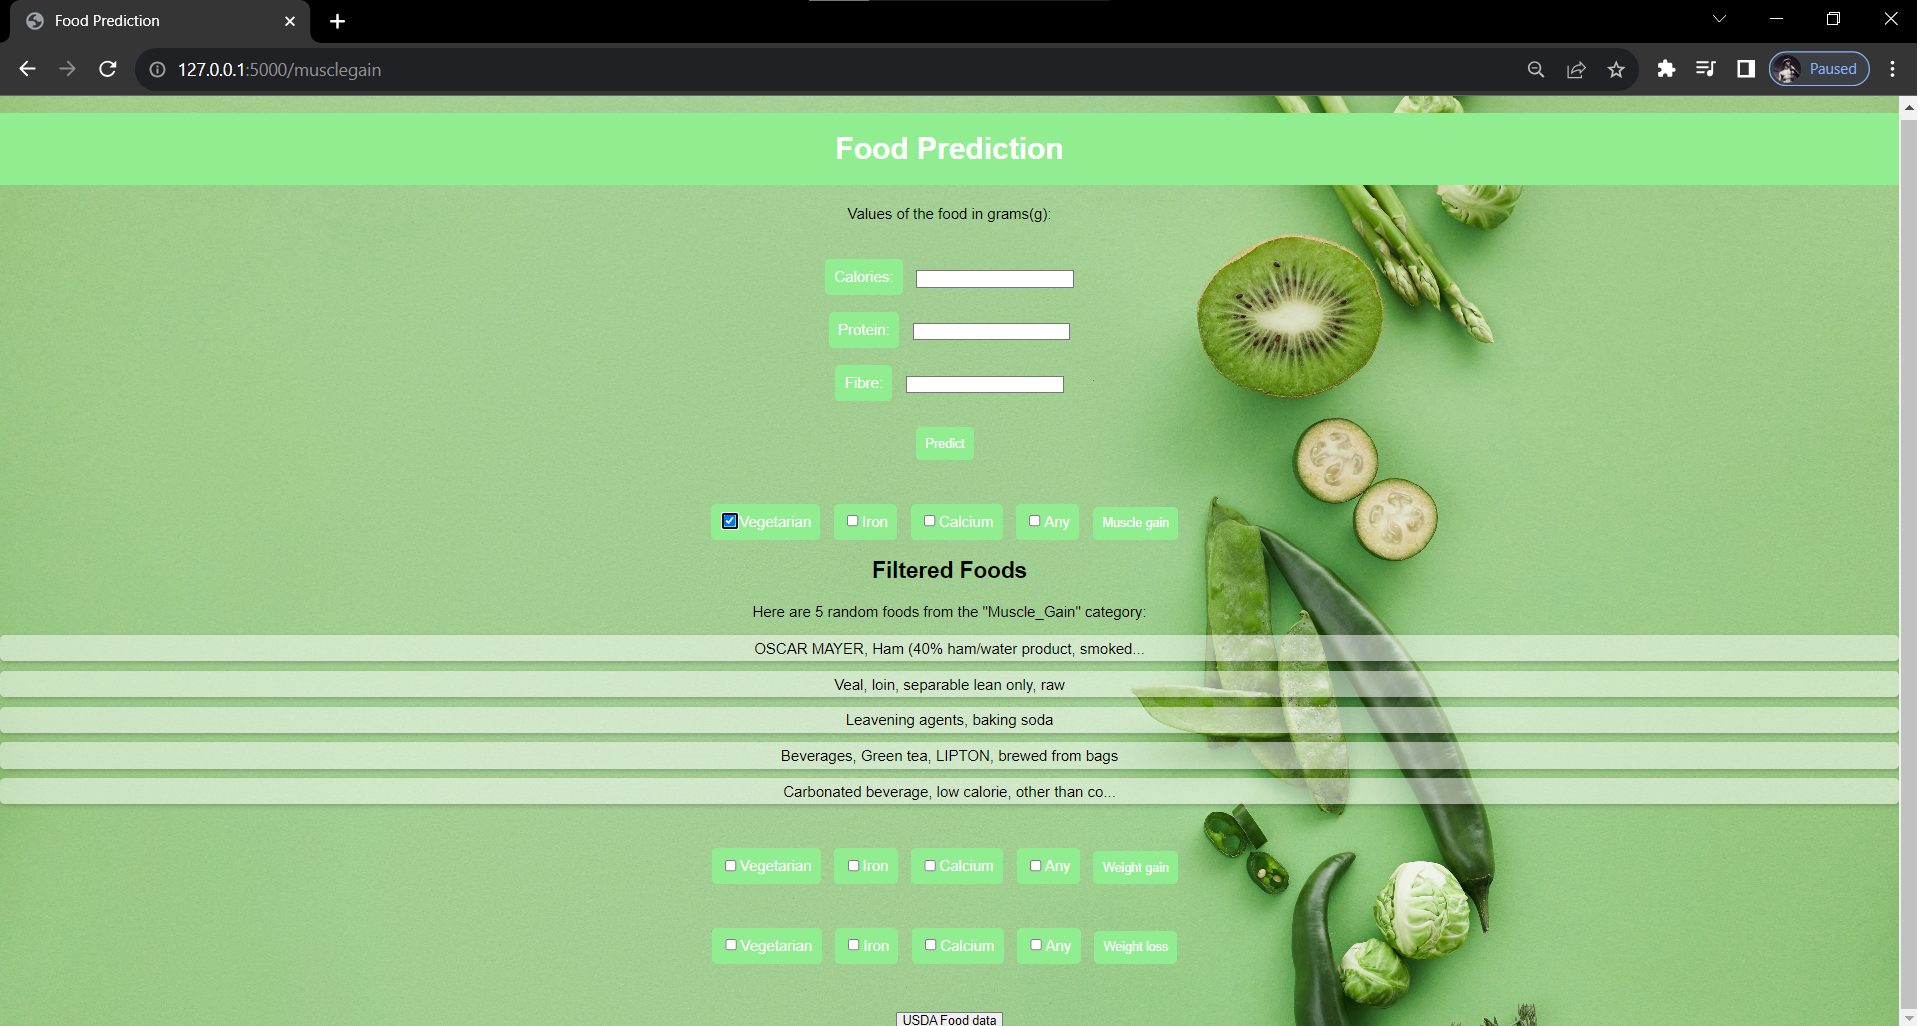 Food Prediction
127.0.0.1:5000/musclegain
Paused
Food Prediction
Values of the food in grams(g):
Calories:
Protein:
Fibre:
Predict
Vegetarian Iron Calcium Any Muscle gain
Filtered Foods
Here are 5 random foods from the "Muscle_Gain" category:
OSCAR MAYER, Ham (40% ham/water product, smoked...
Veal, loin, separable lean only, raw
Leavening agents, baking soda
Beverages, Green tea, LIPTON, brewed from bags
Carbonated beverage, low calorie, other than co...
Vegetarian Iron Calcium Any Weight gain
Vegetarian Iron Calcium Any Weight loss
USDA Food data